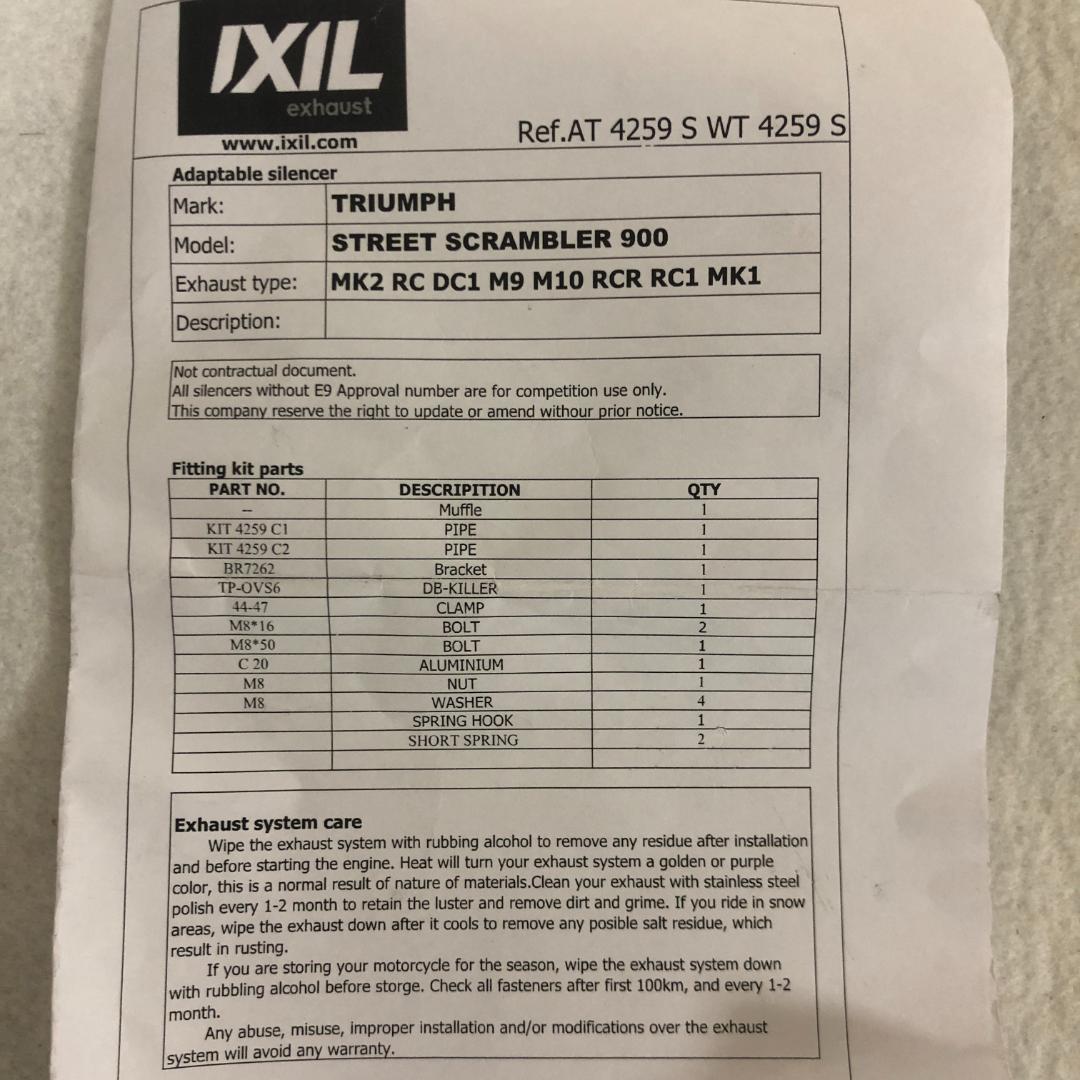 IXIL
exhaust
www.ixil.com
Ref.AT 4259 S WT 4259 S
Adaptable silencer
Mark: TRIUMPH
Model: STREET SCRAMBLER 900
Exhaust type: MK2 RC DC1 M9 M10 RCR RC1 MK1
Description:
Not contractual document.
All silencers without E9 Approval number are for competition use only.
This company reserve the right to update or amend withour prior notice.
Fitting kit parts
PART NO. DESCRIPITION QTY
-- Muffle 1
KIT 4259 C1 PIPE 1
KIT 4259 C2 PIPE 1
BR7262 Bracket 1
TP-OVS6 DB-KILLER 1
44-47 CLAMP 1
M8*16 BOLT 2
M8*50 BOLT 1
C 20 ALUMINIUM 1
M8 NUT 1
M8 WASHER 4
SPRING HOOK 1
SHORT SPRING 2
Exhaust system care
Wipe the exhaust system with rubbing alcohol to remove any residue after installation
and before starting the engine. Heat will turn your exhaust system a golden or purple
color, this is a normal result of nature of materials.Clean your exhaust with stainless steel
polish every 1-2 month to retain the luster and remove dirt and grime. If you ride in snow
areas, wipe the exhaust down after it cools to remove any posible salt residue, which
result in rusting.
If you are storing your motorcycle for the season, wipe the exhaust system down
with rubbling alcohol before storge. Check all fasteners after first 100km, and every 1-2
month.
Any abuse, misuse, improper installation and/or modifications over the exhaust
system will avoid any warranty.